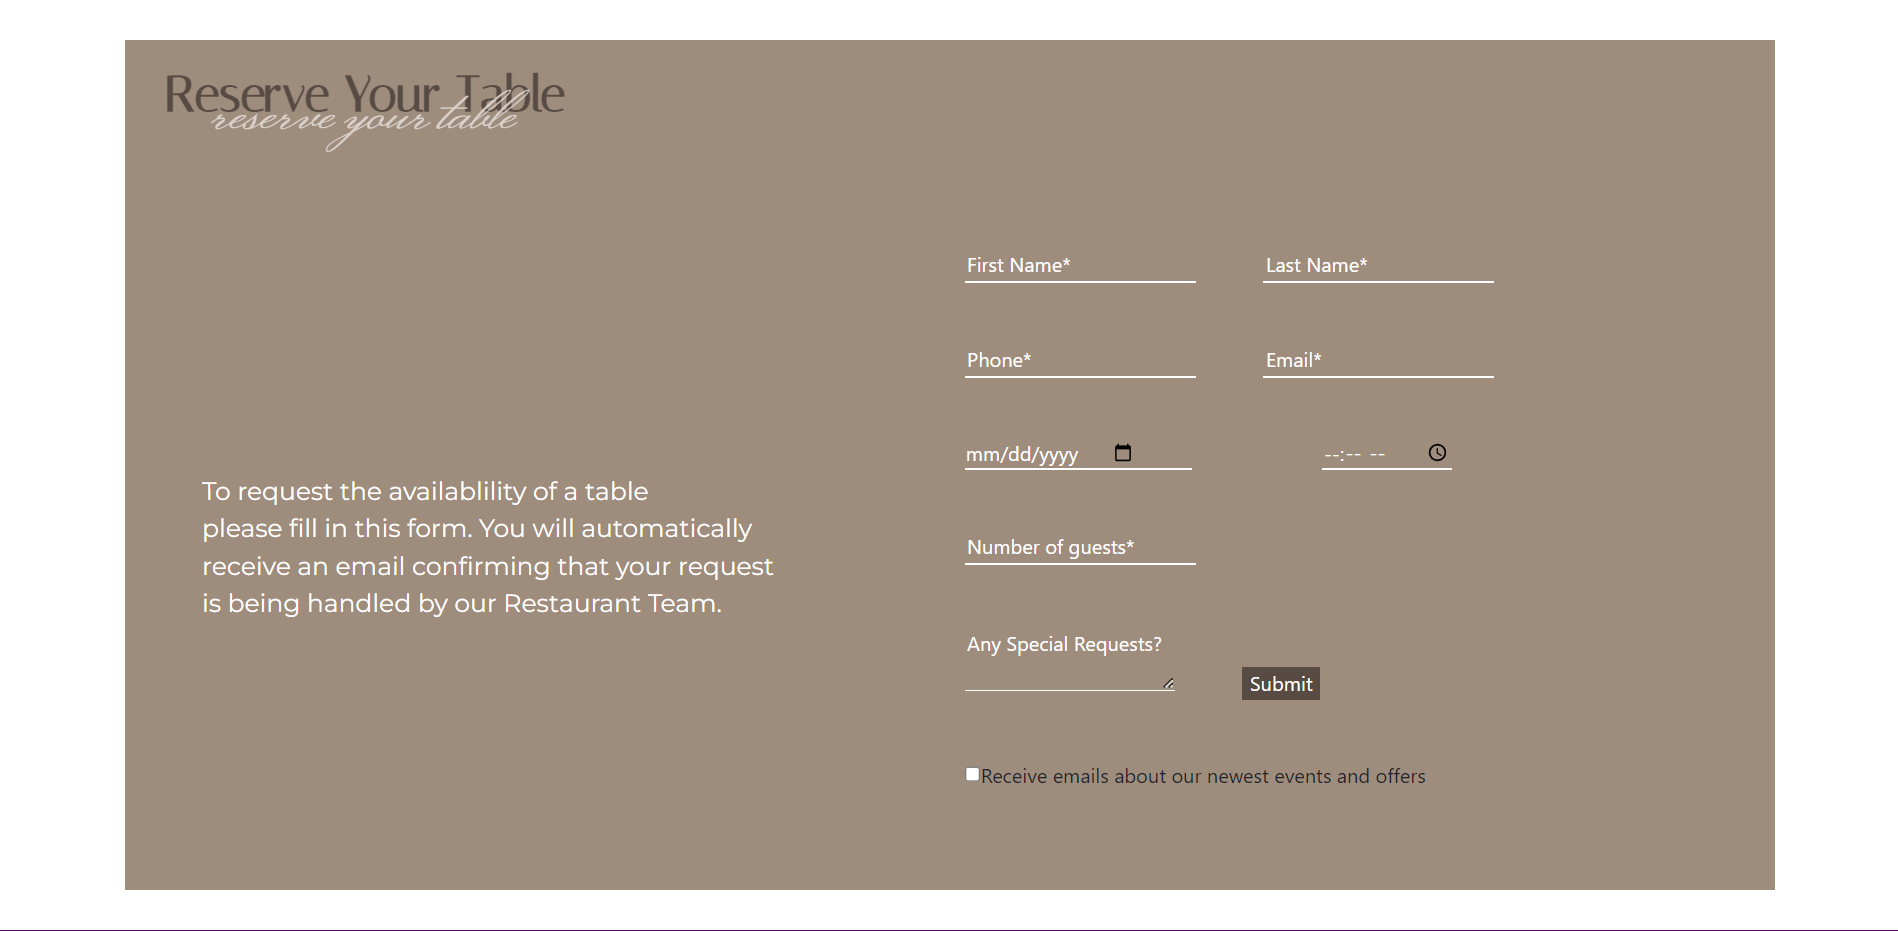 Reserve Your Table
reserve your table
First Name*
Last Name*
Phone*
Email*
mm/dd/yyyy
--:-- --
To request the availablility of a table
please fill in this form. You will automatically
receive an email confirming that your request
is being handled by our Restaurant Team.
Number of guests*
Any Special Requests?
Submit
Receive emails about our newest events and offers